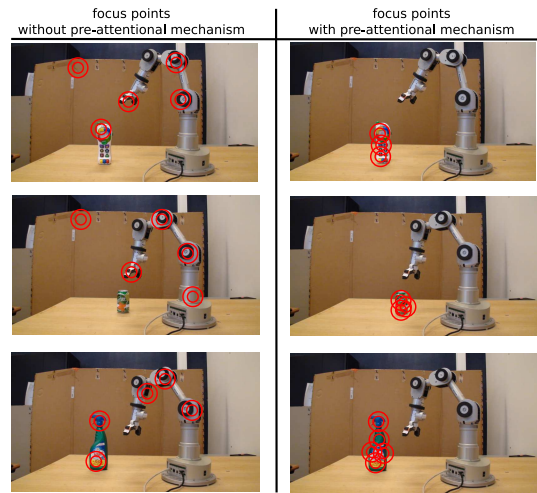 focus points
without pre-attentional mechanism
focus points
with pre-attentional mechanism